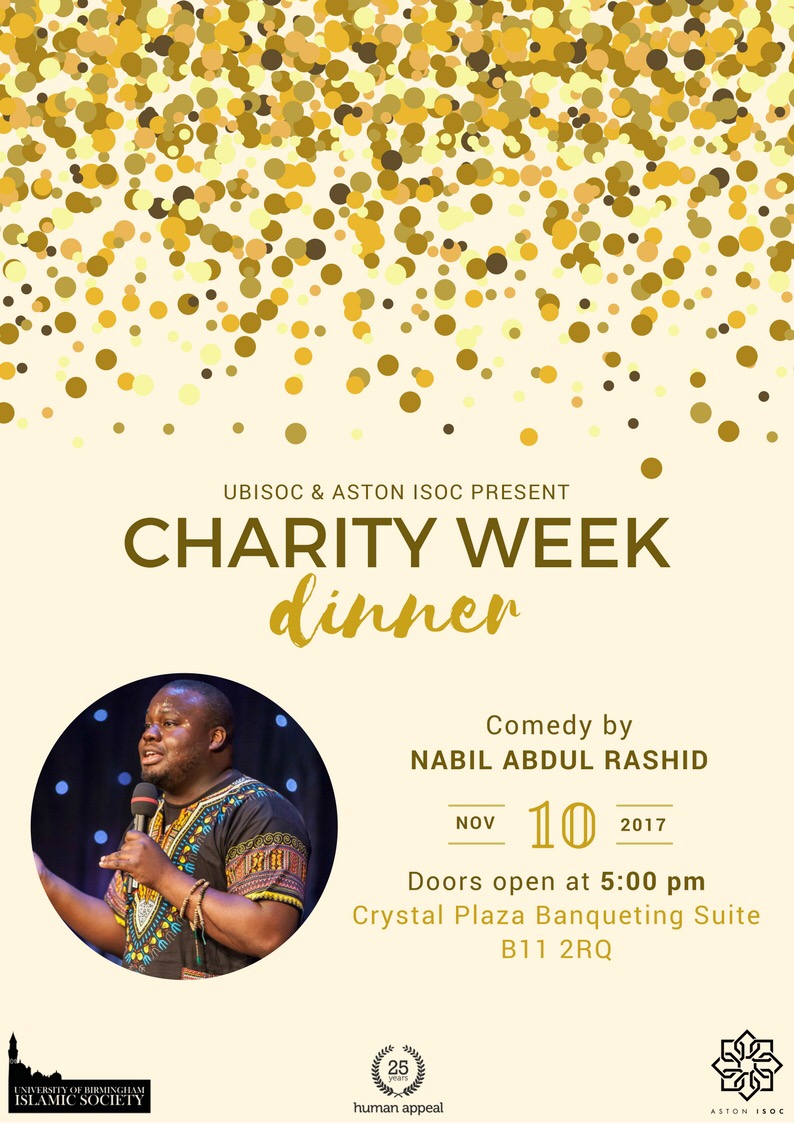 UBISOC & ASTON ISOC PRESENT
CHARITY WEEK
dinner
Comedy by
NABIL ABDUL RASHID
NOV 10 2017
Doors open at 5:00 pm
Crystal Plaza Banqueting Suite
B11 2RQ
UNIVERSITY OF BIRMINGHAM
ISLAMIC SOCIETY
25
years
human appeal
ASTON ISOC